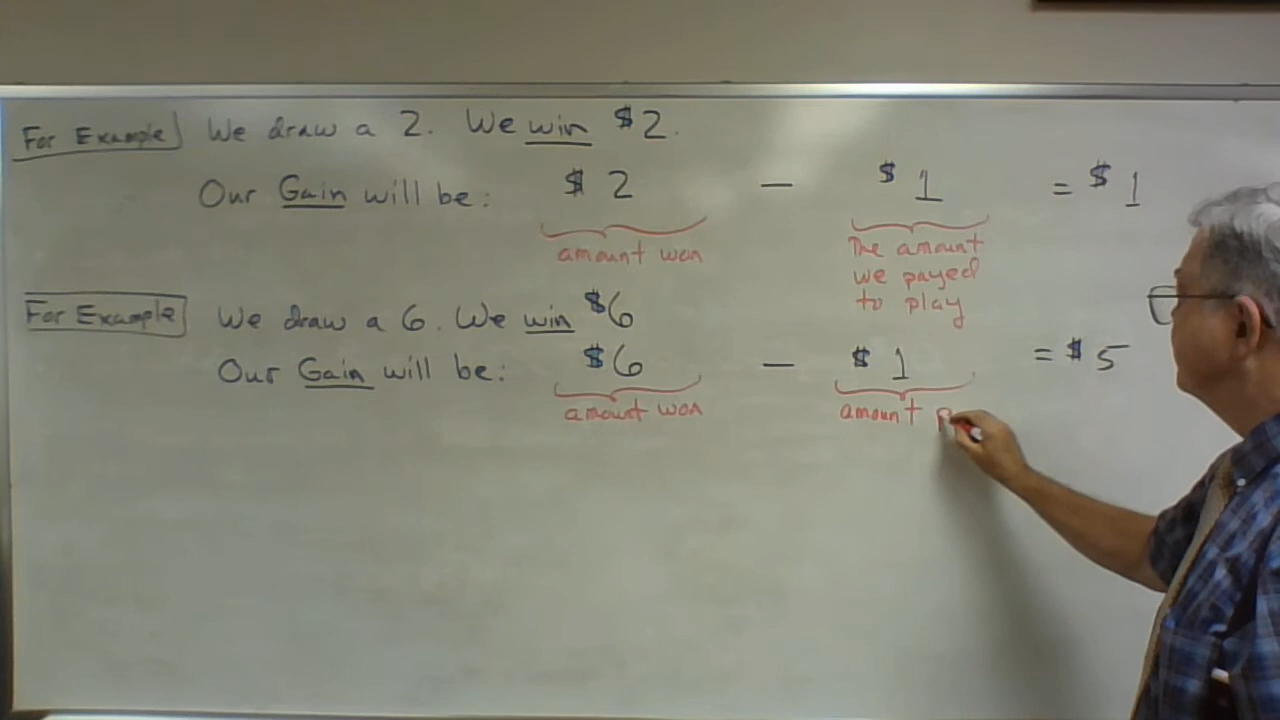 For Example We draw a 2. We win $2.
Our Gain will be: $2 — $1 = $1
amount won The amount
we payed
to play
For Example We draw a 6. We win $6
Our Gain will be: $6 — $1 = $5
amount won amount p